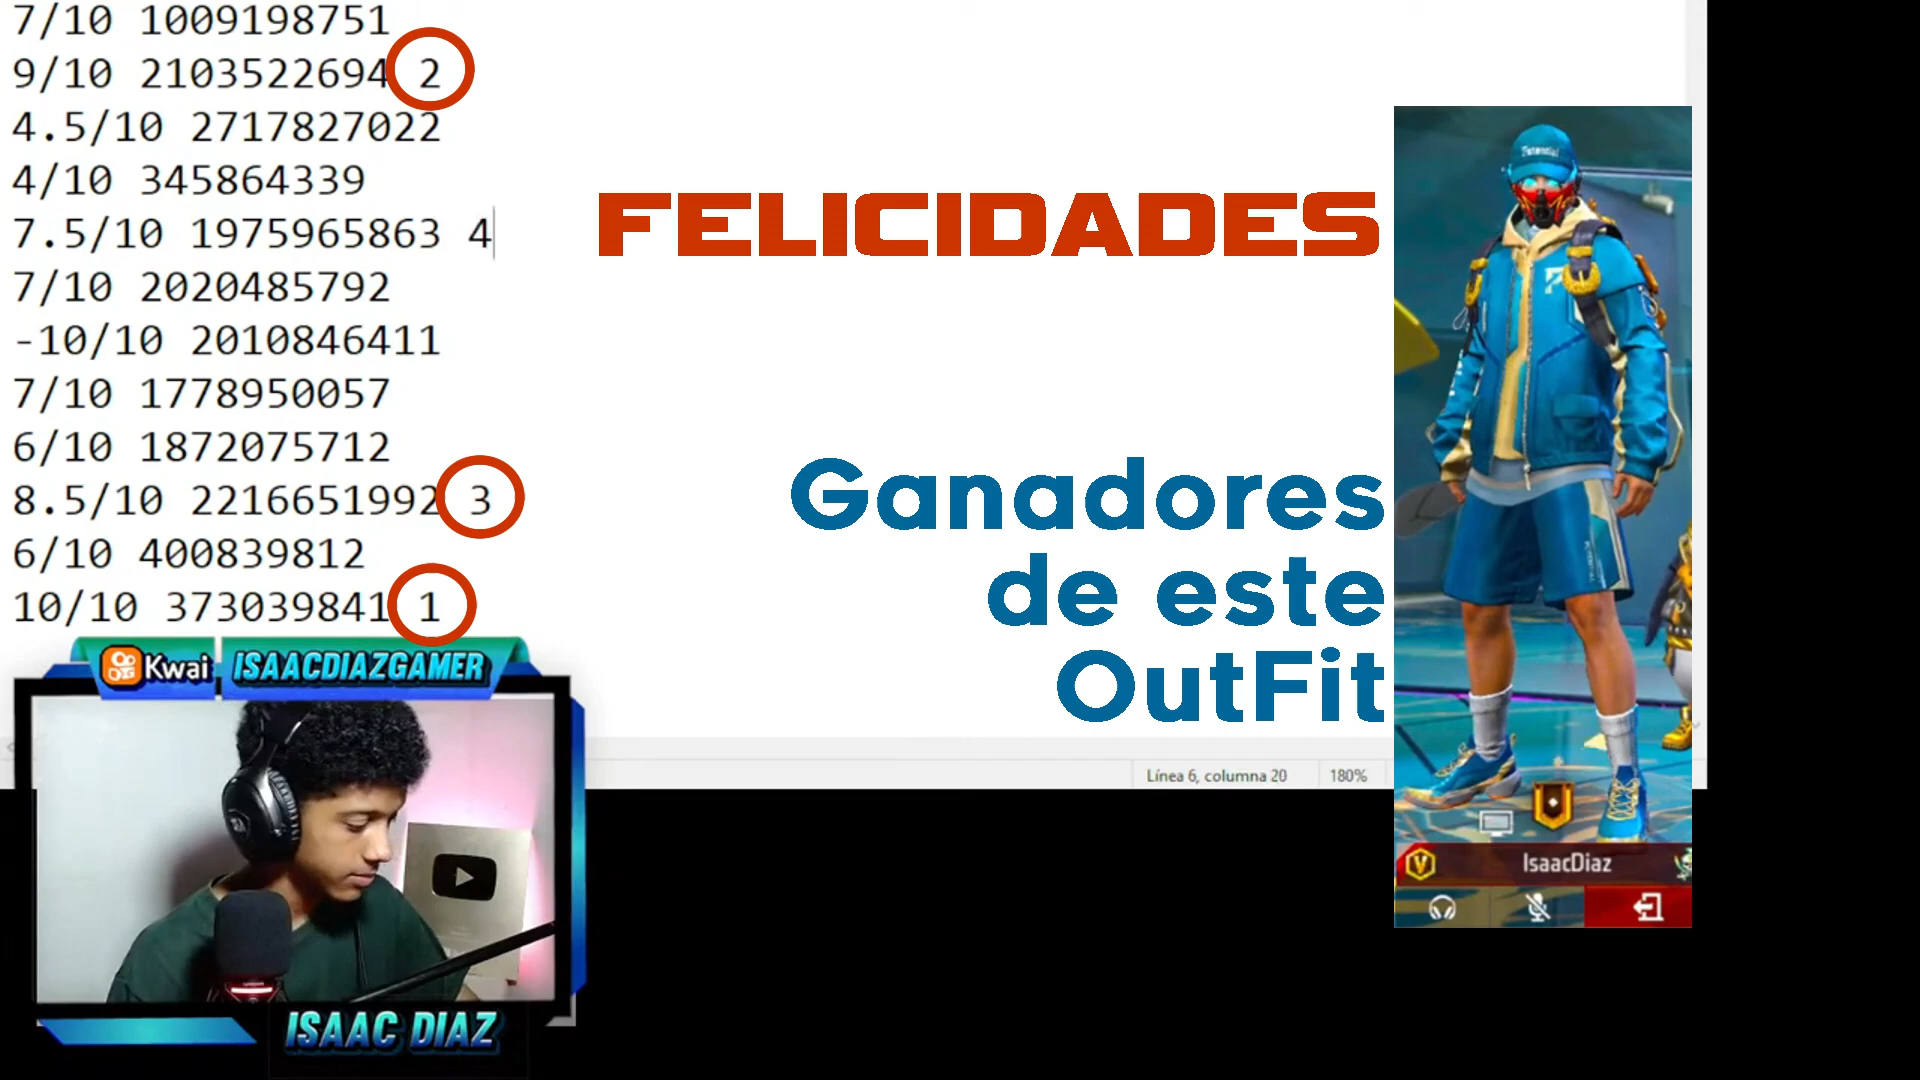 7/10 1009198751
9/10 2103522694 2
4.5/10 2717827022
4/10 345864339
7.5/10 1975965863 4
7/10 2020485792
-10/10 2010846411
7/10 1778950057
6/10 1872075712
8.5/10 2216651992 3
6/10 400839812
10/10 373039841 1
FELICIDADES
Ganadores
de este
OutFit
Línea 6, columna 20
180%
Potential
IsaacDiaz
Kwai
ISAACDIAZGAMER
ISAAC DIAZ